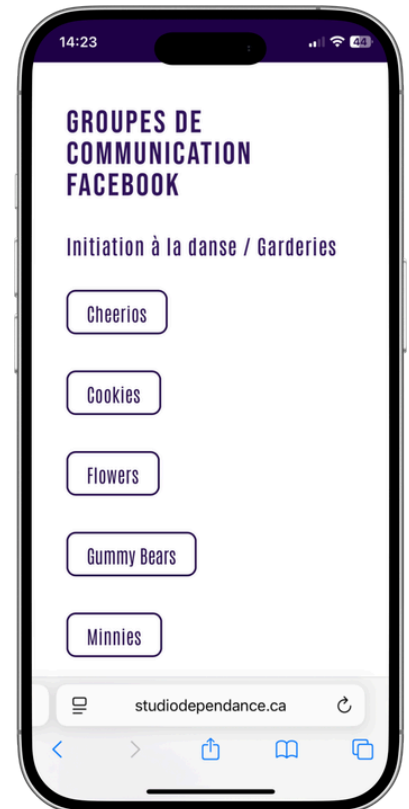 14:23
44
GROUPES DE
COMMUNICATION
FACEBOOK
Initiation à la danse / Garderies
Cheerios
Cookies
Flowers
Gummy Bears
Minnies
studiodependance.ca